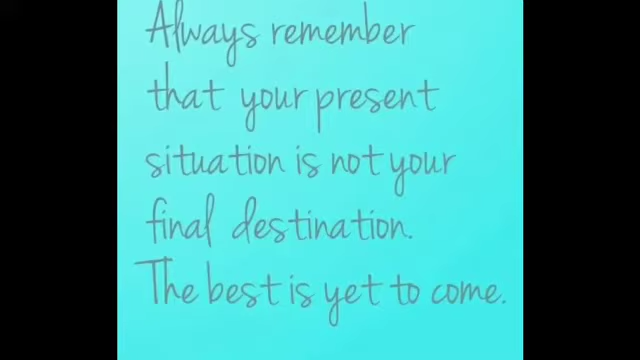 Always remember
that your present
situation is not your
final destination.
The best is yet to come.